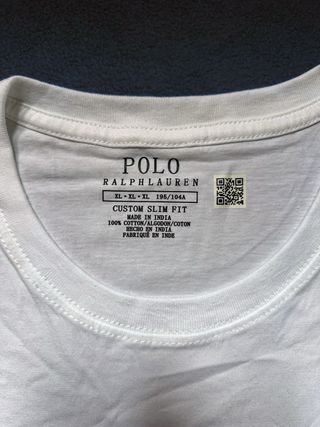 POLO
RALPHLAUREN
XL • XL • XL 195/104A
CUSTOM SLIM FIT
MADE IN INDIA
100% COTTON/ALGODON/COTON
HECHO EN INDIA
FABRIQUÉ EN INDE